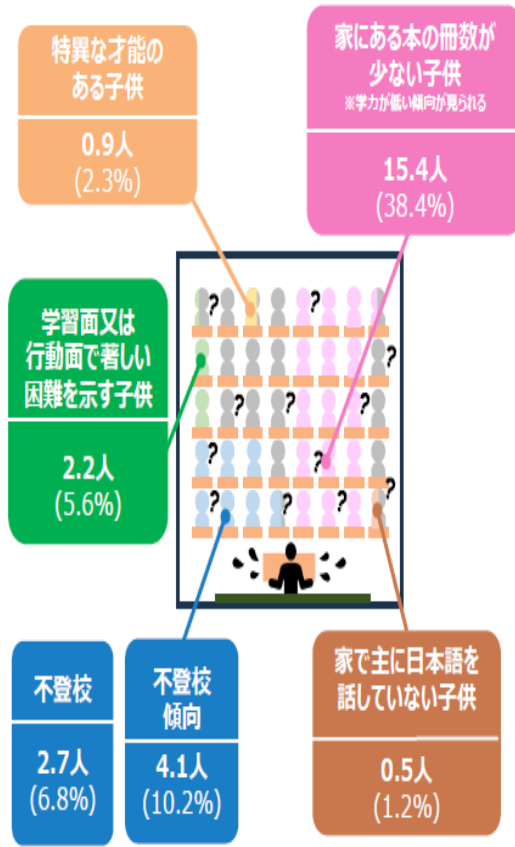 特異な才能の
ある子供
0.9人
(2.3%)
家にある本の冊数が
少ない子供
※学力が低い傾向が見られる
15.4人
(38.4%)
学習面又は
行動面で著しい
困難を示す子供
2.2人
(5.6%)
?
?
?
?
?
?
?
?
?
?
?
?
不登校
2.7人
(6.8%)
不登校
傾向
4.1人
(10.2%)
家で主に日本語を
話していない子供
0.5人
(1.2%)